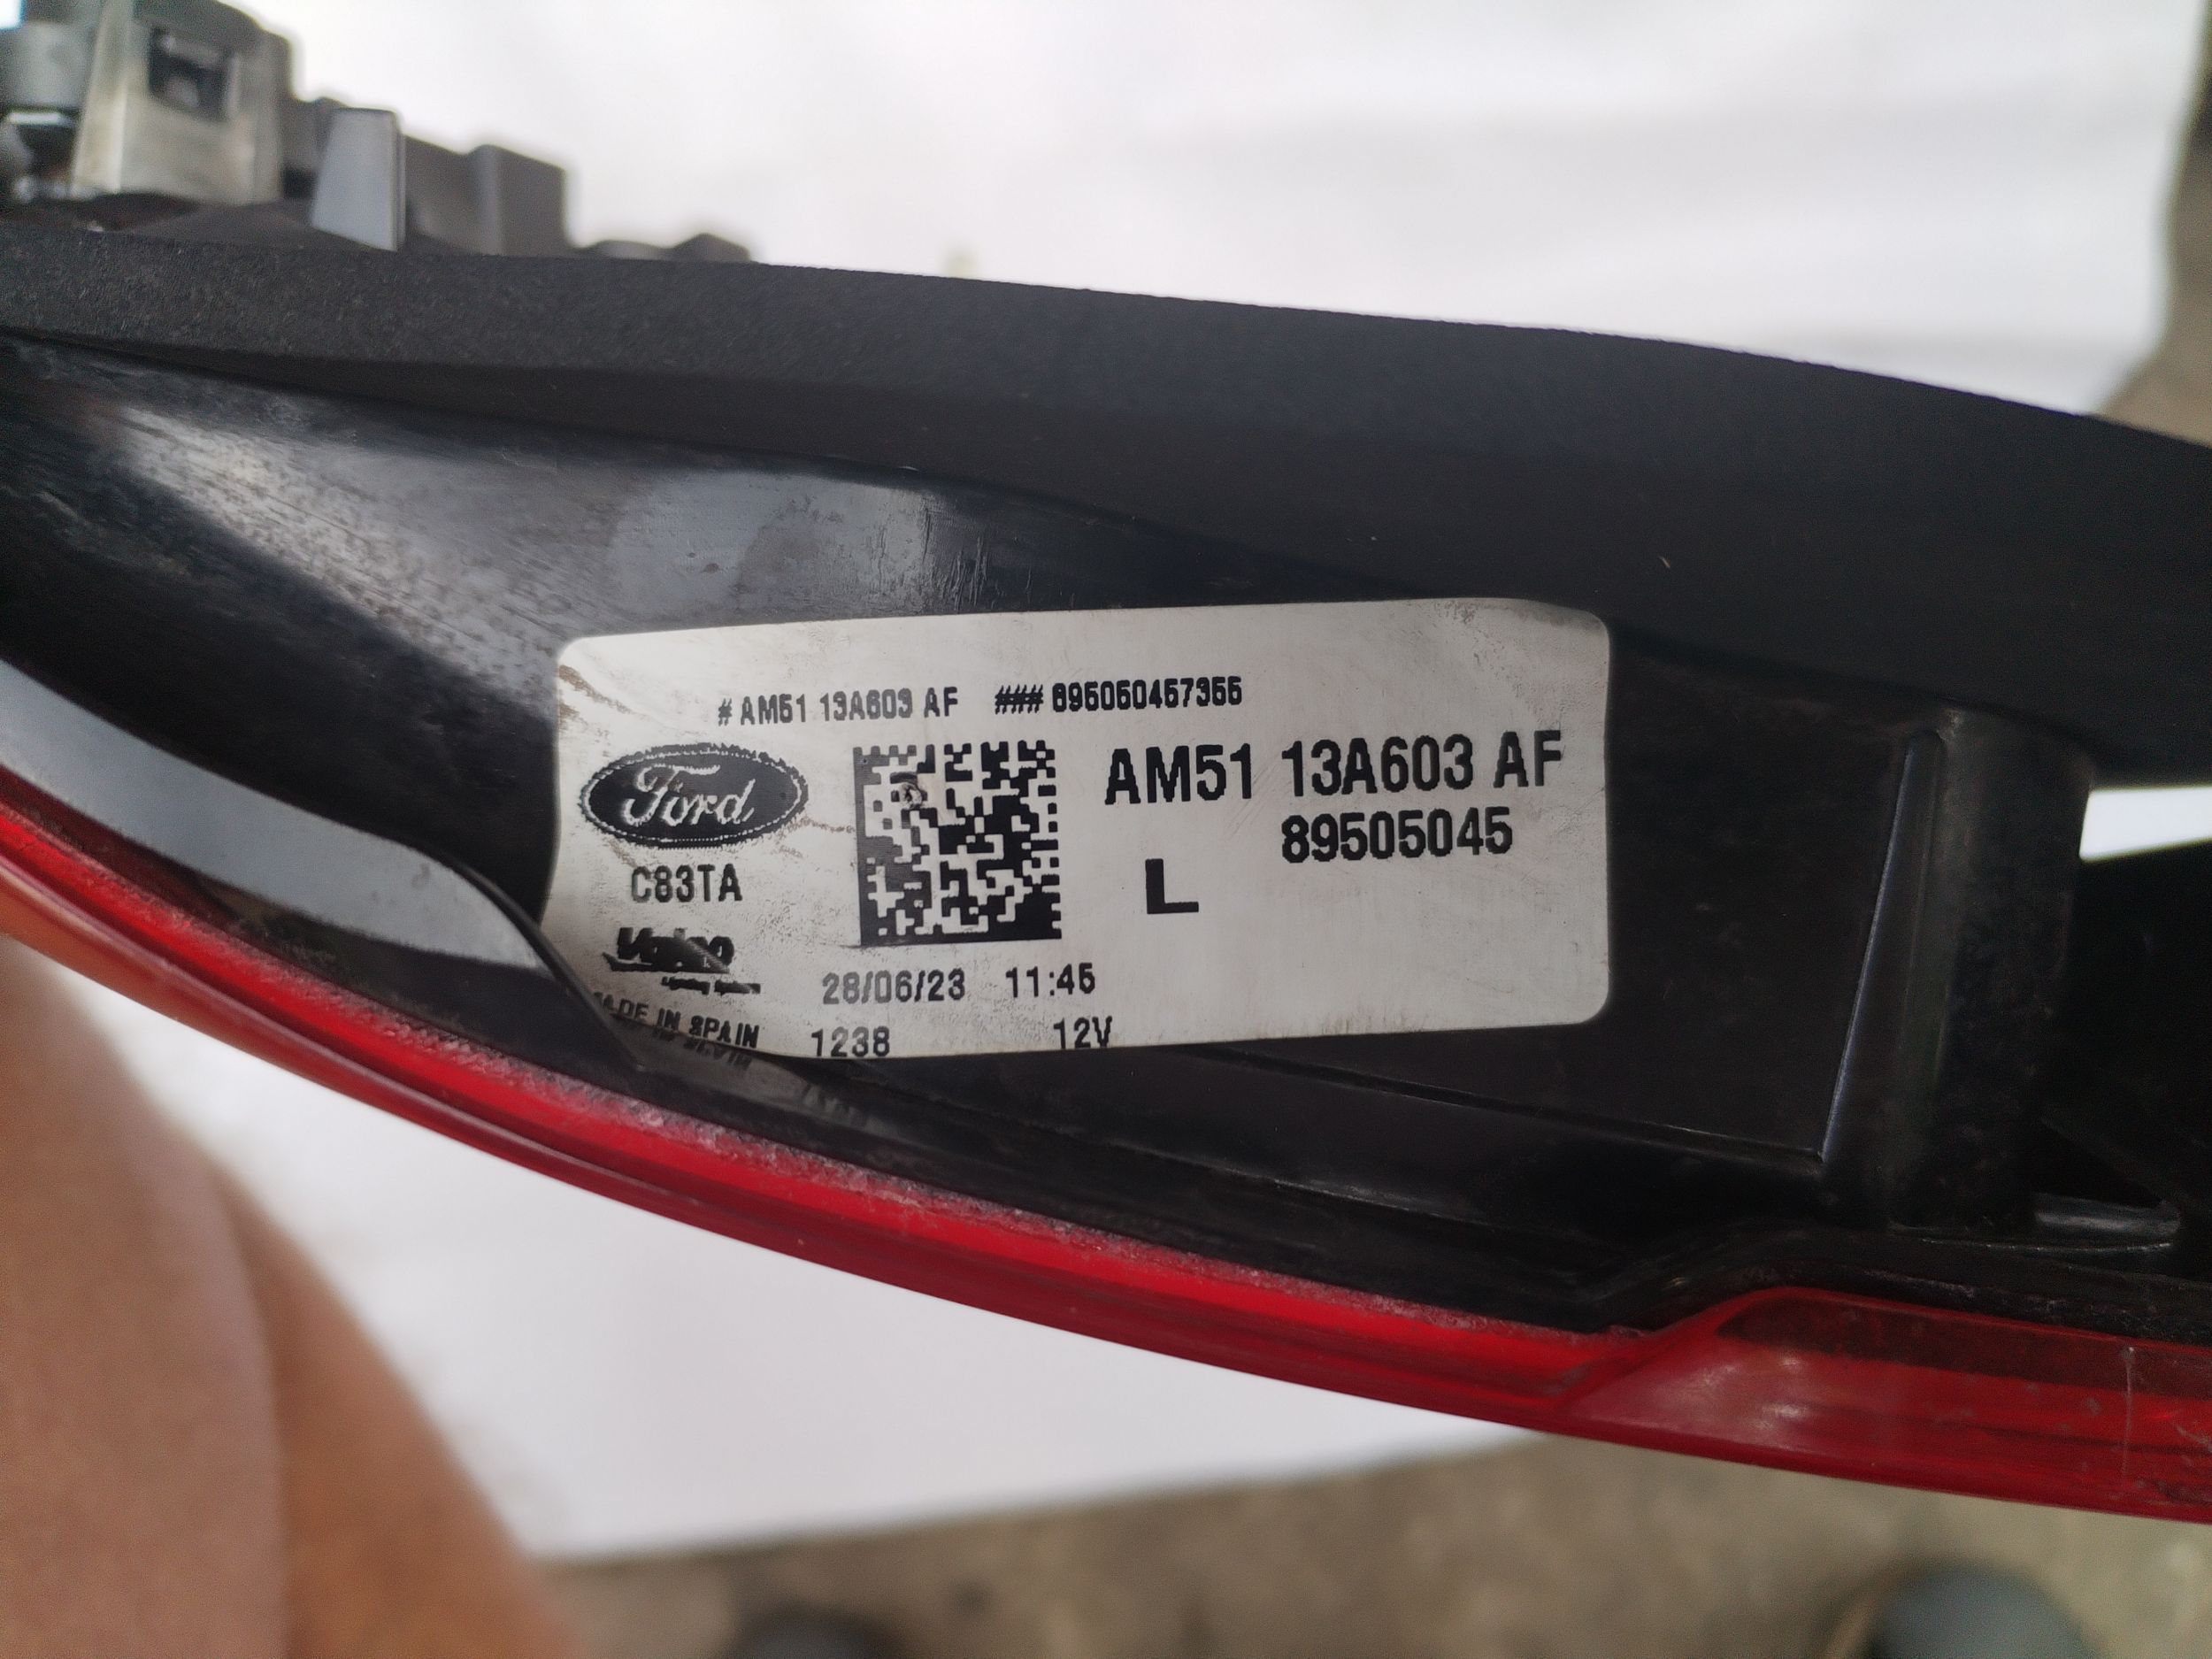 # AM51 13A603 AF ### 895050457355
Ford
AM51 13A603 AF
89505045
C83TA
L
Valeo
28/06/23 11:45
MADE IN SPAIN
1238 12V